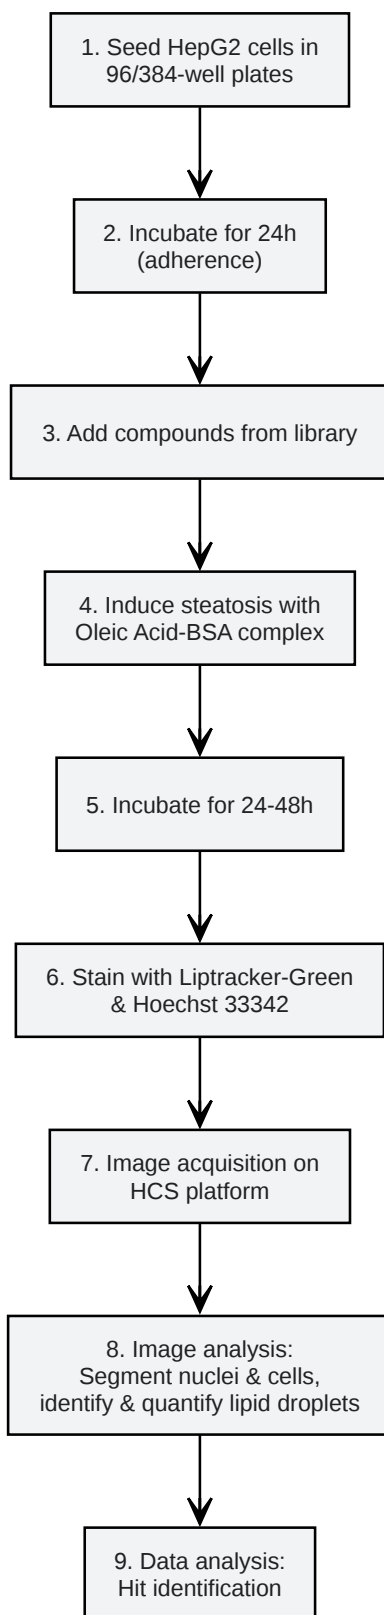 1. Seed HepG2 cells in
96/384-well plates
2. Incubate for 24h
(adherence)
3. Add compounds from library
4. Induce steatosis with
Oleic Acid-BSA complex
5. Incubate for 24-48h
6. Stain with Liptracker-Green
& Hoechst 33342
7. Image acquisition on
HCS platform
8. Image analysis:
Segment nuclei & cells,
identify & quantify lipid droplets
9. Data analysis:
Hit identification